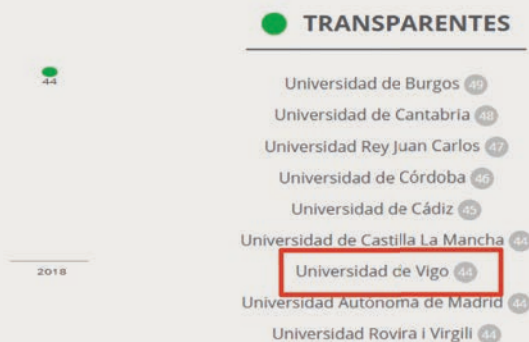 TRANSPARENTES
44
2018
Universidad de Burgos 49
Universidad de Cantabria 48
Universidad Rey Juan Carlos 47
Universidad de Córdoba 46
Universidad de Cádiz 45
Universidad de Castilla La Mancha 44
Universidad de Vigo 44
Universidad Autónoma de Madrid 44
Universidad Rovira i Virgili 44